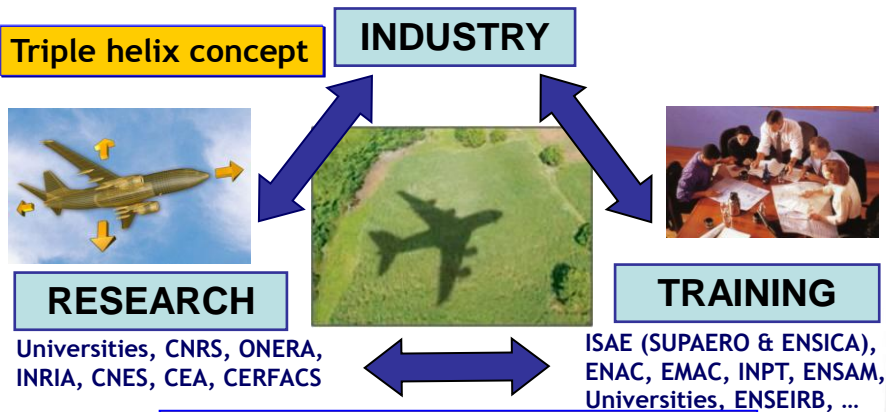 Triple helix concept
INDUSTRY
RESEARCH
Universities, CNRS, ONERA,
INRIA, CNES, CEA, CERFACS
TRAINING
ISAE (SUPAERO & ENSICA),
ENAC, EMAC, INPT, ENSAM,
Universities, ENSEIRB, ...